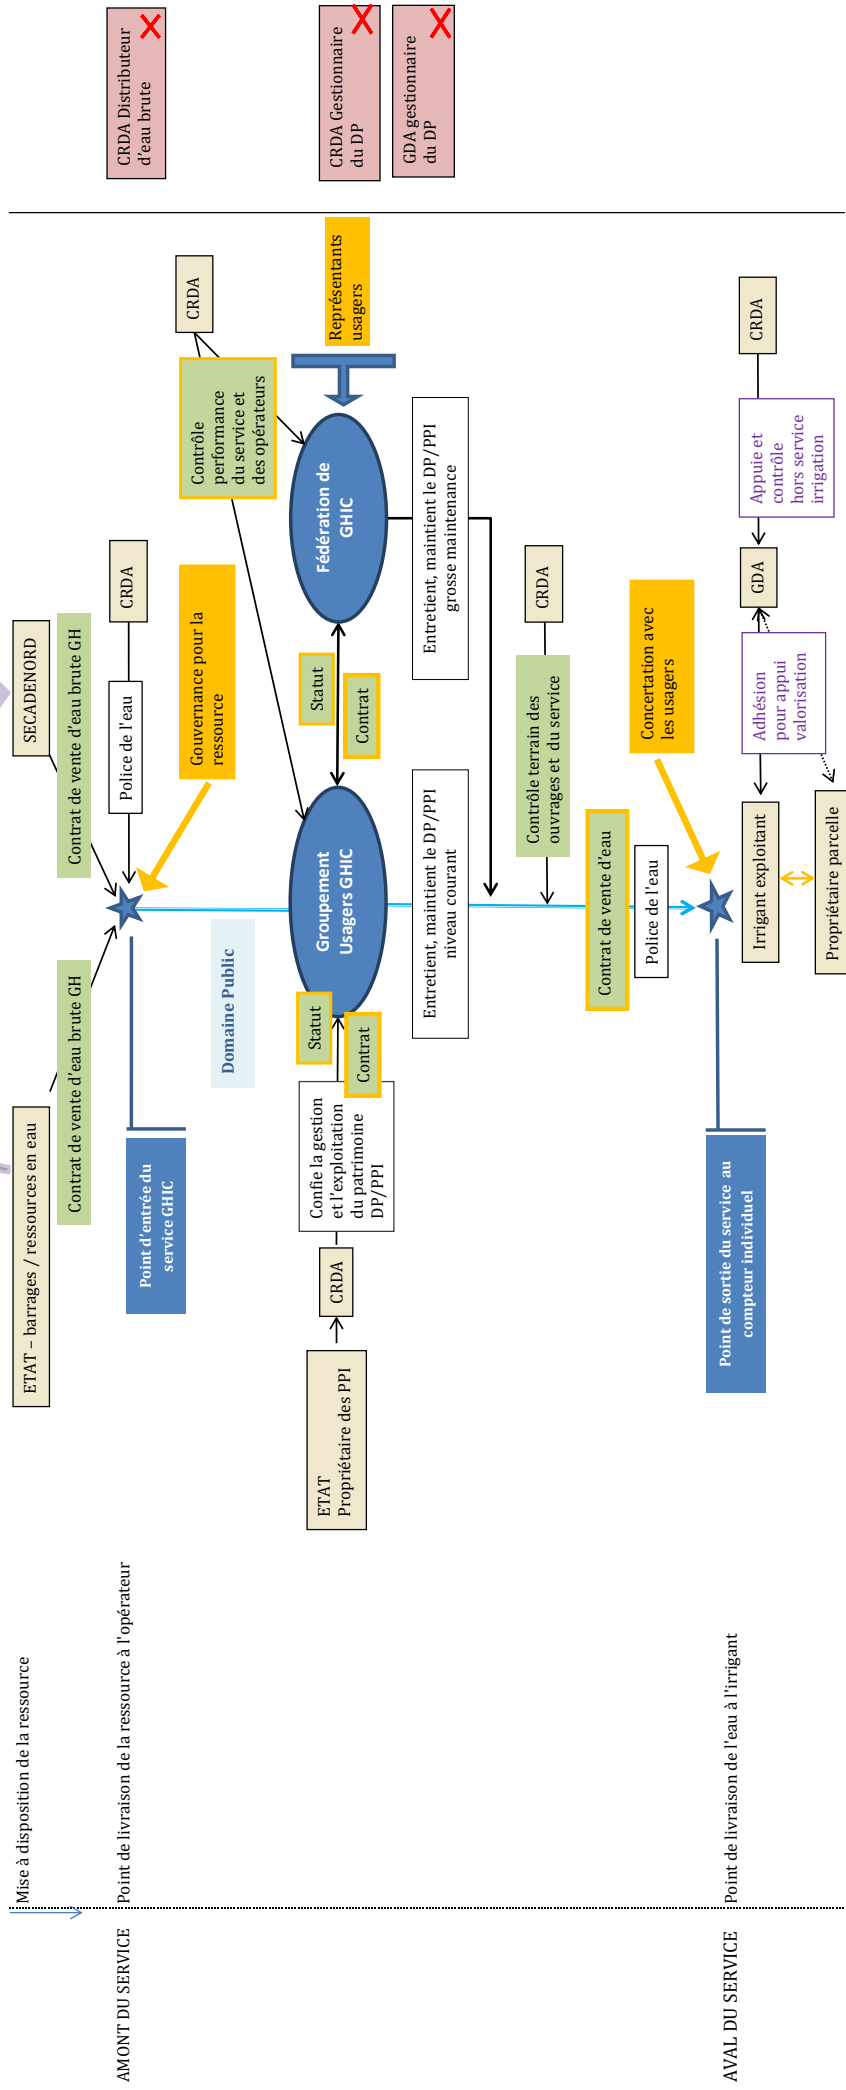 Mise à disposition de la ressource
AMONT DU SERVICE
Point de livraison de la ressource à l'opérateur
ETAT – barrages / ressources en eau
Contrat de vente d'eau brute GH
SECADENORD
Contrat de vente d'eau brute GH
Police de l'eau
CRDA
CRDA Distributeur
d'eau brute
Point d'entrée du
service GHIC
Domaine Public
Gouvernance pour la
ressource
Contrôle
performance
du service et
des opérateurs
CRDA
ETAT
Propriétaire des PPI
CRDA
Confie la gestion
et l'exploitation
du patrimoine
DP/PPI
Statut
Contrat
Groupement
Usagers GHIC
Statut
Contrat
Fédération de
GHIC
Représentants
usagers
CRDA Gestionnaire
du DP
GDA gestionnaire
du DP
Entretient, maintient le DP/PPI
niveau courant
Entretient, maintient le DP/PPI
grosse maintenance
Contrôle terrain des
ouvrages et du service
CRDA
Contrat de vente d'eau
Police de l'eau
Concertation avec
les usagers
AVAL DU SERVICE
Point de livraison de l'eau à l'irrigant
Point de sortie du service au
compteur individuel
Irrigant exploitant
Propriétaire parcelle
Adhésion
pour appui
valorisation
GDA
Appuie et
contrôle
hors service
irrigation
CRDA